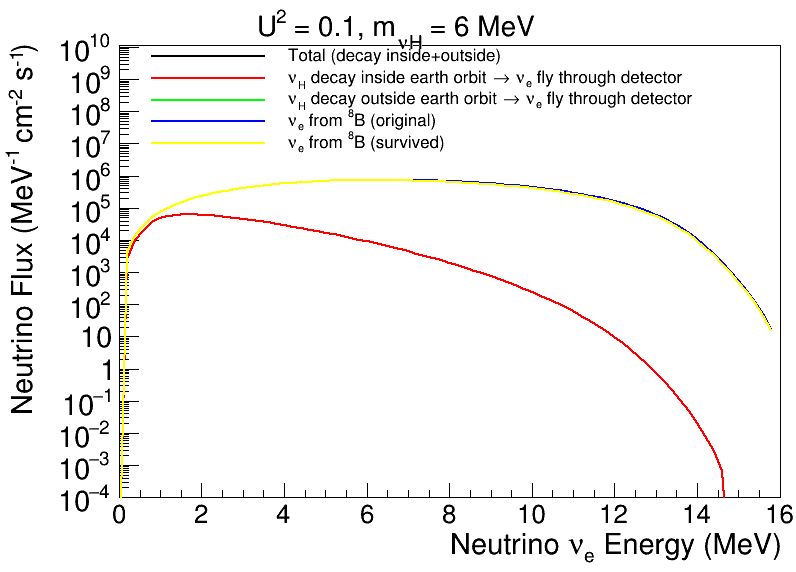 U² = 0.1, m_νH = 6 MeV
Neutrino Flux (MeV⁻¹ cm⁻² s⁻¹)
Total (decay inside+outside)
ν_H decay inside earth orbit → ν_e fly through detector
ν_H decay outside earth orbit → ν_e fly through detector
ν_e from ⁸B (original)
ν_e from ⁸B (survived)
10¹⁰
10⁹
10⁸
10⁷
10⁶
10⁵
10⁴
10³
10²
10
1
10⁻¹
10⁻²
10⁻³
10⁻⁴
0 2 4 6 8 10 12 14 16
Neutrino ν_e Energy (MeV)